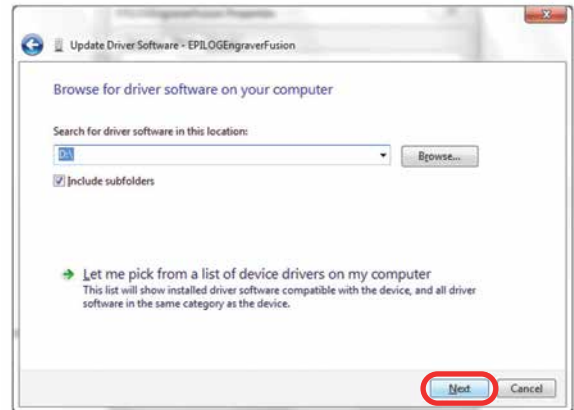 EPILOGEngraverFusion Properties
Update Driver Software - EPILOGEngraverFusion
Browse for driver software on your computer
Search for driver software in this location:
D:\
Browse...
Include subfolders
Let me pick from a list of device drivers on my computer
This list will show installed driver software compatible with the device, and all driver
software in the same category as the device.
Next
Cancel